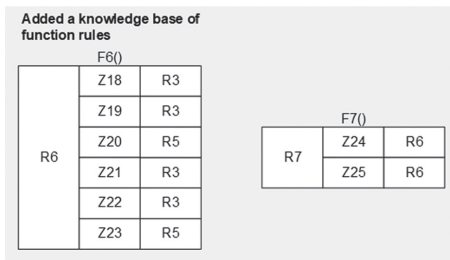 Added a knowledge base of
function rules
F6()
Z18 R3
Z19 R3
Z20 R5
R6
Z21 R3
Z22 R3
Z23 R5
F7()
Z24 R6
R7
Z25 R6